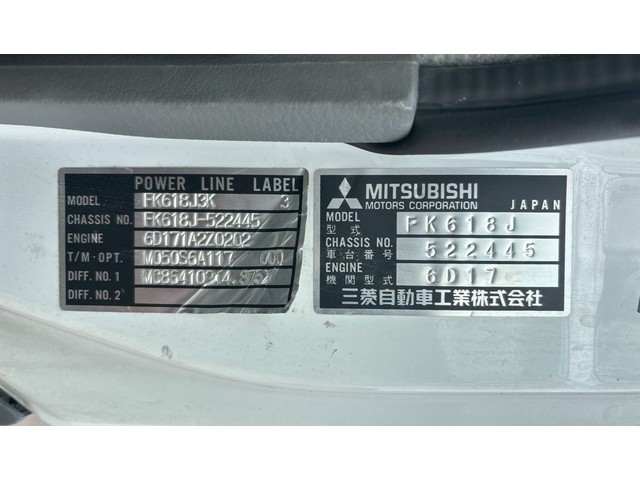 POWER LINE LABEL
MODEL FK618J3K 3
CHASSIS NO. FK618J-522445
ENGINE 6D171A2Z0202
T/M·OPT. M050S6A117 000
DIFF. NO. 1
DIFF. NO. 2
MITSUBISHI
MOTORS CORPORATION JAPAN
MODEL
型式 FK618J
CHASSIS NO.
車台番号 522445
ENGINE
機関型式 6D17
三菱自動車工業株式会社